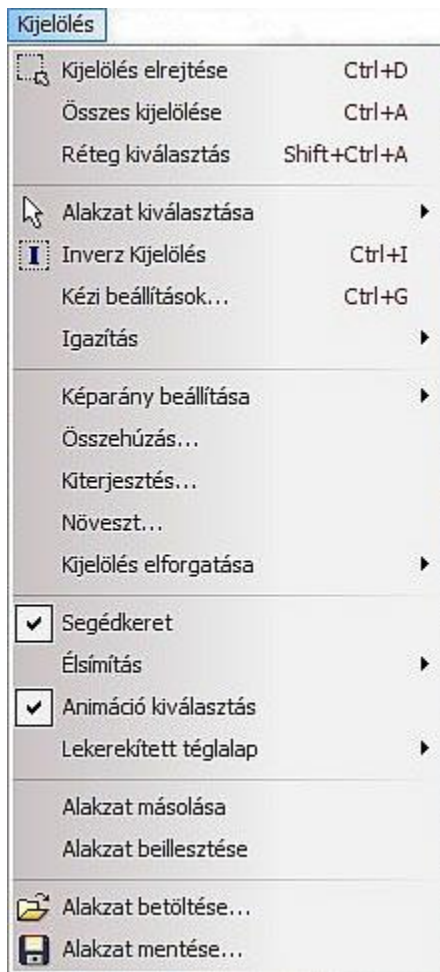 Kijelölés
Kijelölés elrejtése Ctrl+D
Összes kijelölése Ctrl+A
Réteg kiválasztás Shift+Ctrl+A
Alakzat kiválasztása
Inverz Kijelölés Ctrl+I
Kézi beállítások... Ctrl+G
Igazítás
Képarány beállítása
Összehúzás...
Kiterjesztés...
Növeszt...
Kijelölés elforgatása
Segédkeret
Élsímítás
Animáció kiválasztás
Lekerekített téglalap
Alakzat másolása
Alakzat beillesztése
Alakzat betöltése...
Alakzat mentése...